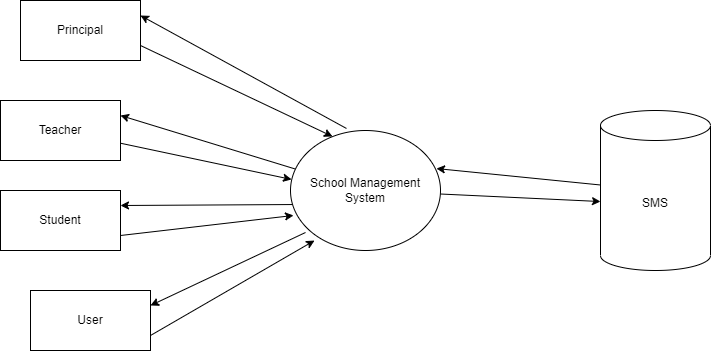 Principal
Teacher
Student
User
School Management
System
SMS